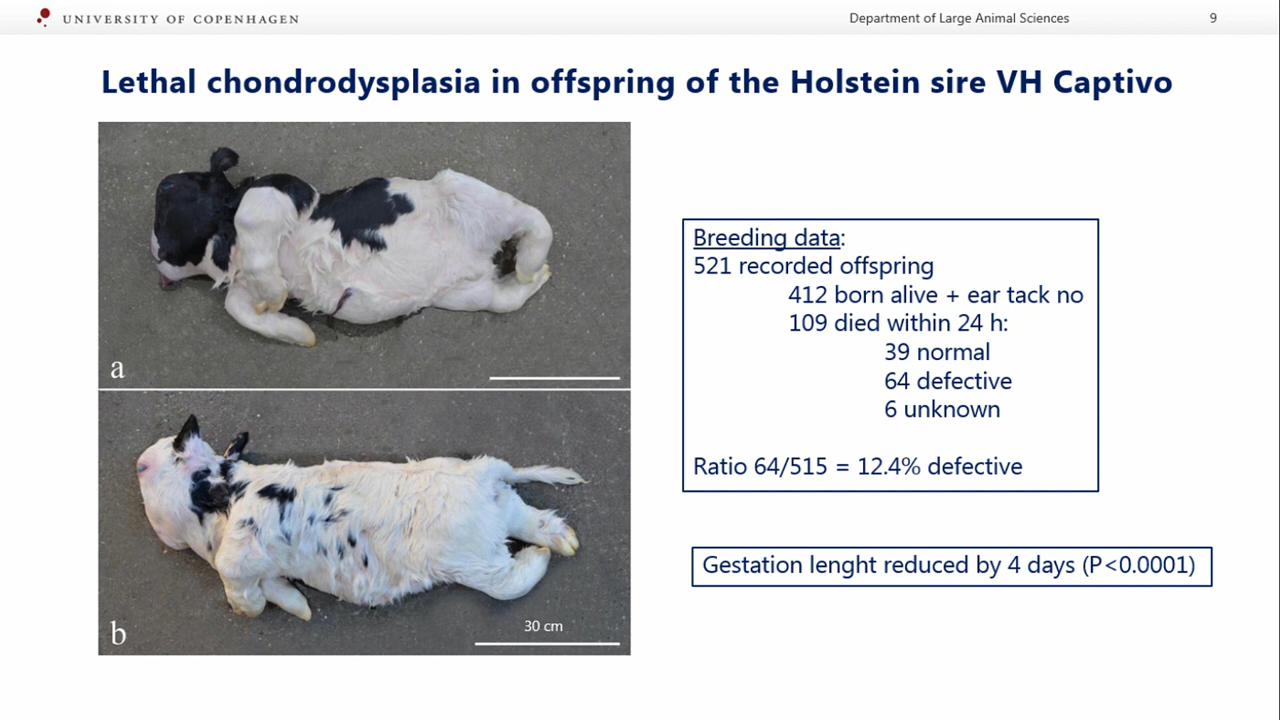 UNIVERSITY OF COPENHAGEN
Department of Large Animal Sciences
9
Lethal chondrodysplasia in offspring of the Holstein sire VH Captivo
a
b
30 cm
Breeding data:
521 recorded offspring
412 born alive + ear tack no
109 died within 24 h:
39 normal
64 defective
6 unknown
Ratio 64/515 = 12.4% defective
Gestation lenght reduced by 4 days (P<0.0001)